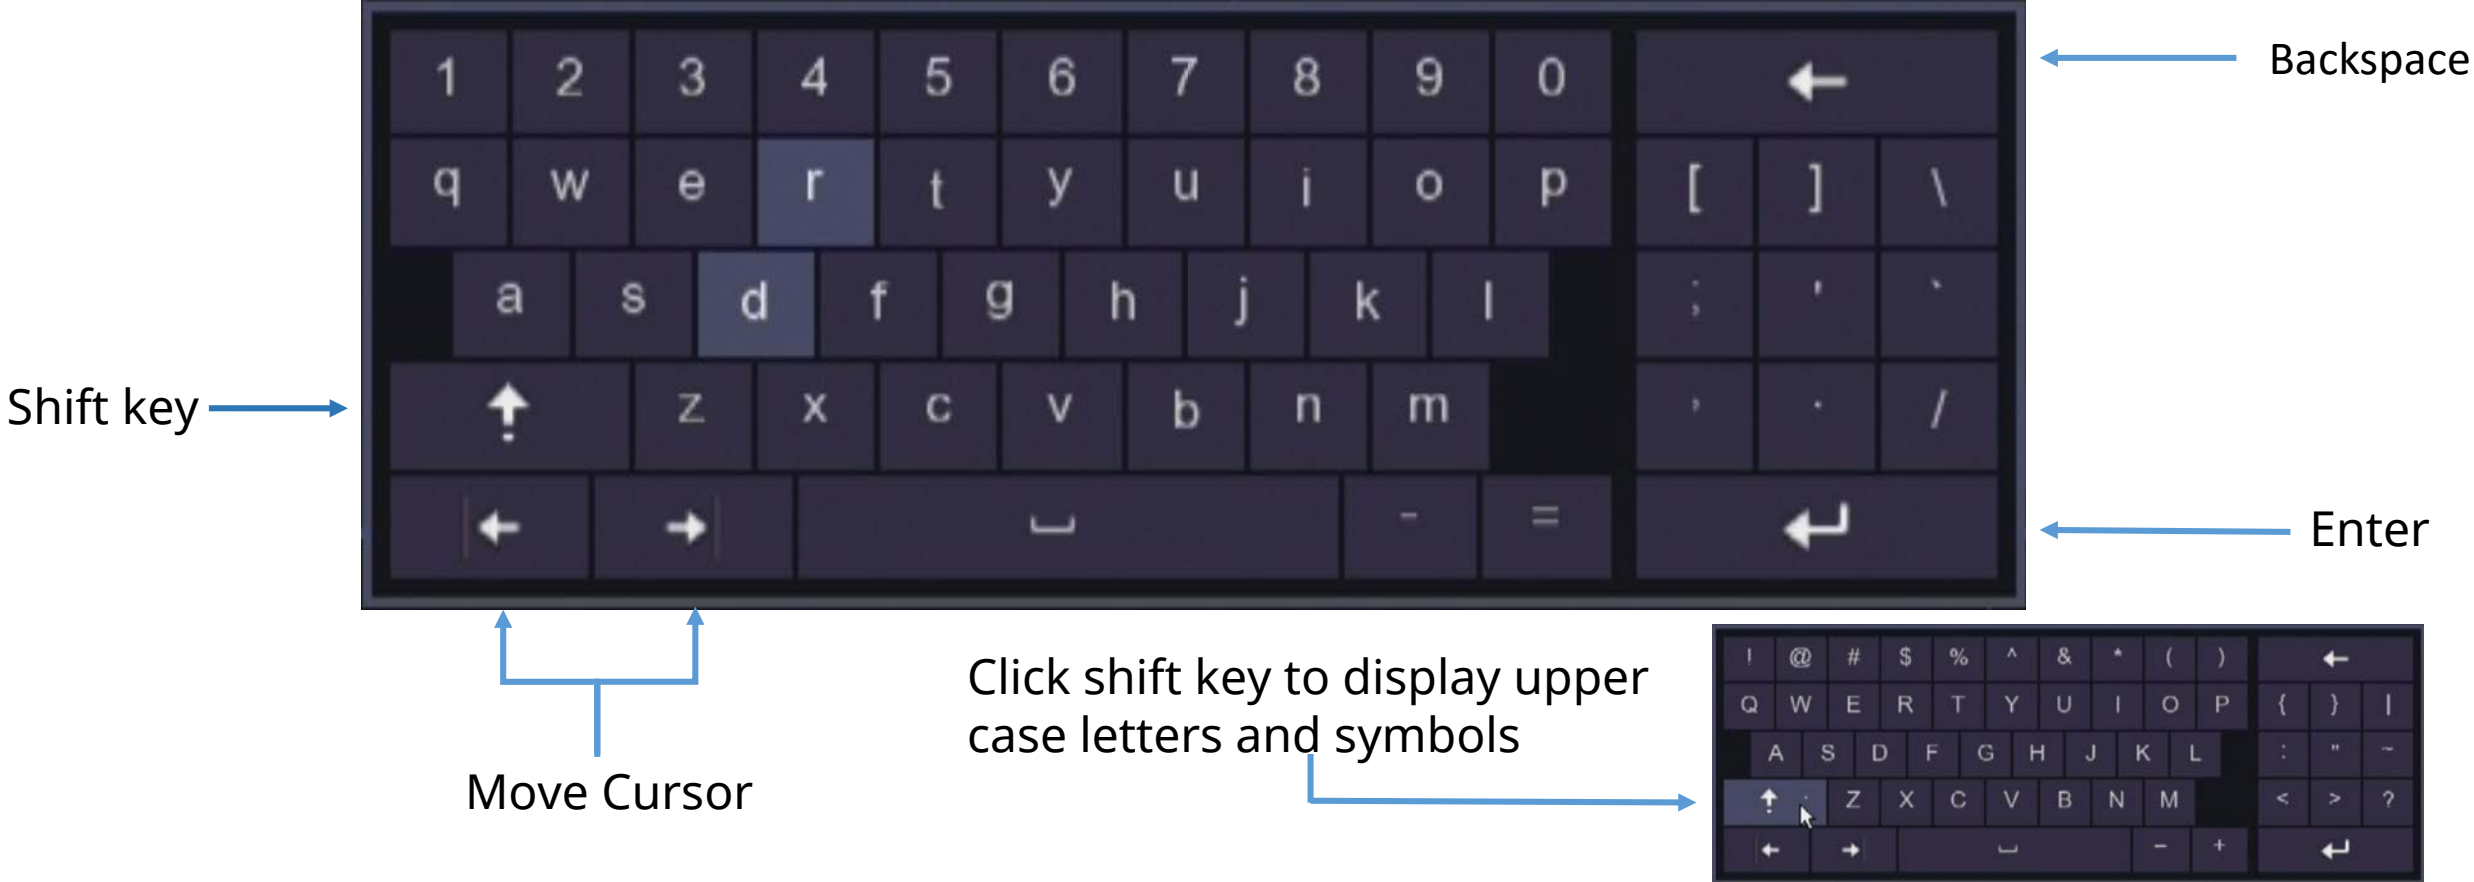 1 2 3 4 5 6 7 8 9 0
Backspace
q w e r t y u i o p [ ] \
a s d f g h j k l ; ' `
Shift key
z x c v b n m , . /
- =
Enter
Move Cursor
Click shift key to display upper
case letters and symbols
! @ # $ % ^ & * ( )
Q W E R T Y U I O P { } |
A S D F G H J K L : " ~
Z X C V B N M < > ?
_ +